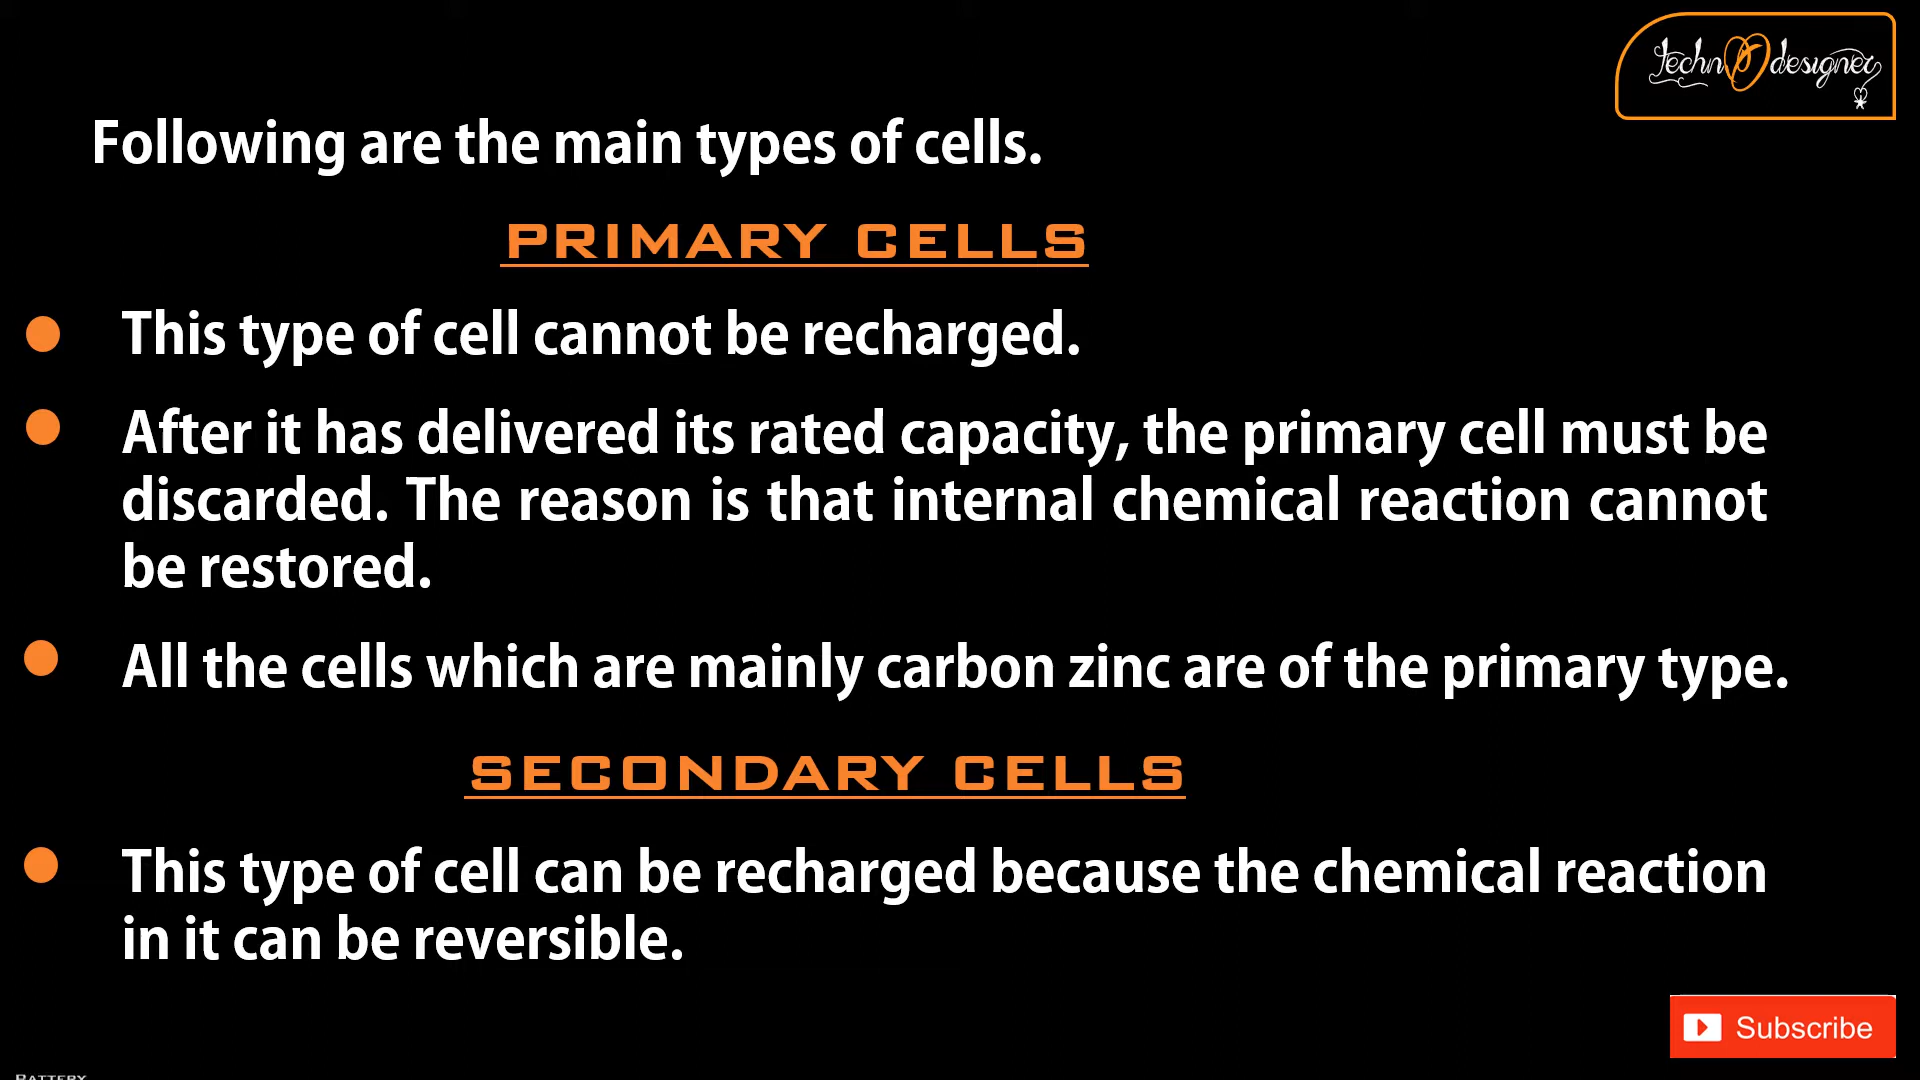 techno designer
Following are the main types of cells.
PRIMARY CELLS
This type of cell cannot be recharged.
After it has delivered its rated capacity, the primary cell must be
discarded. The reason is that internal chemical reaction cannot
be restored.
All the cells which are mainly carbon zinc are of the primary type.
SECONDARY CELLS
This type of cell can be recharged because the chemical reaction
in it can be reversible.
Subscribe
BATTERY